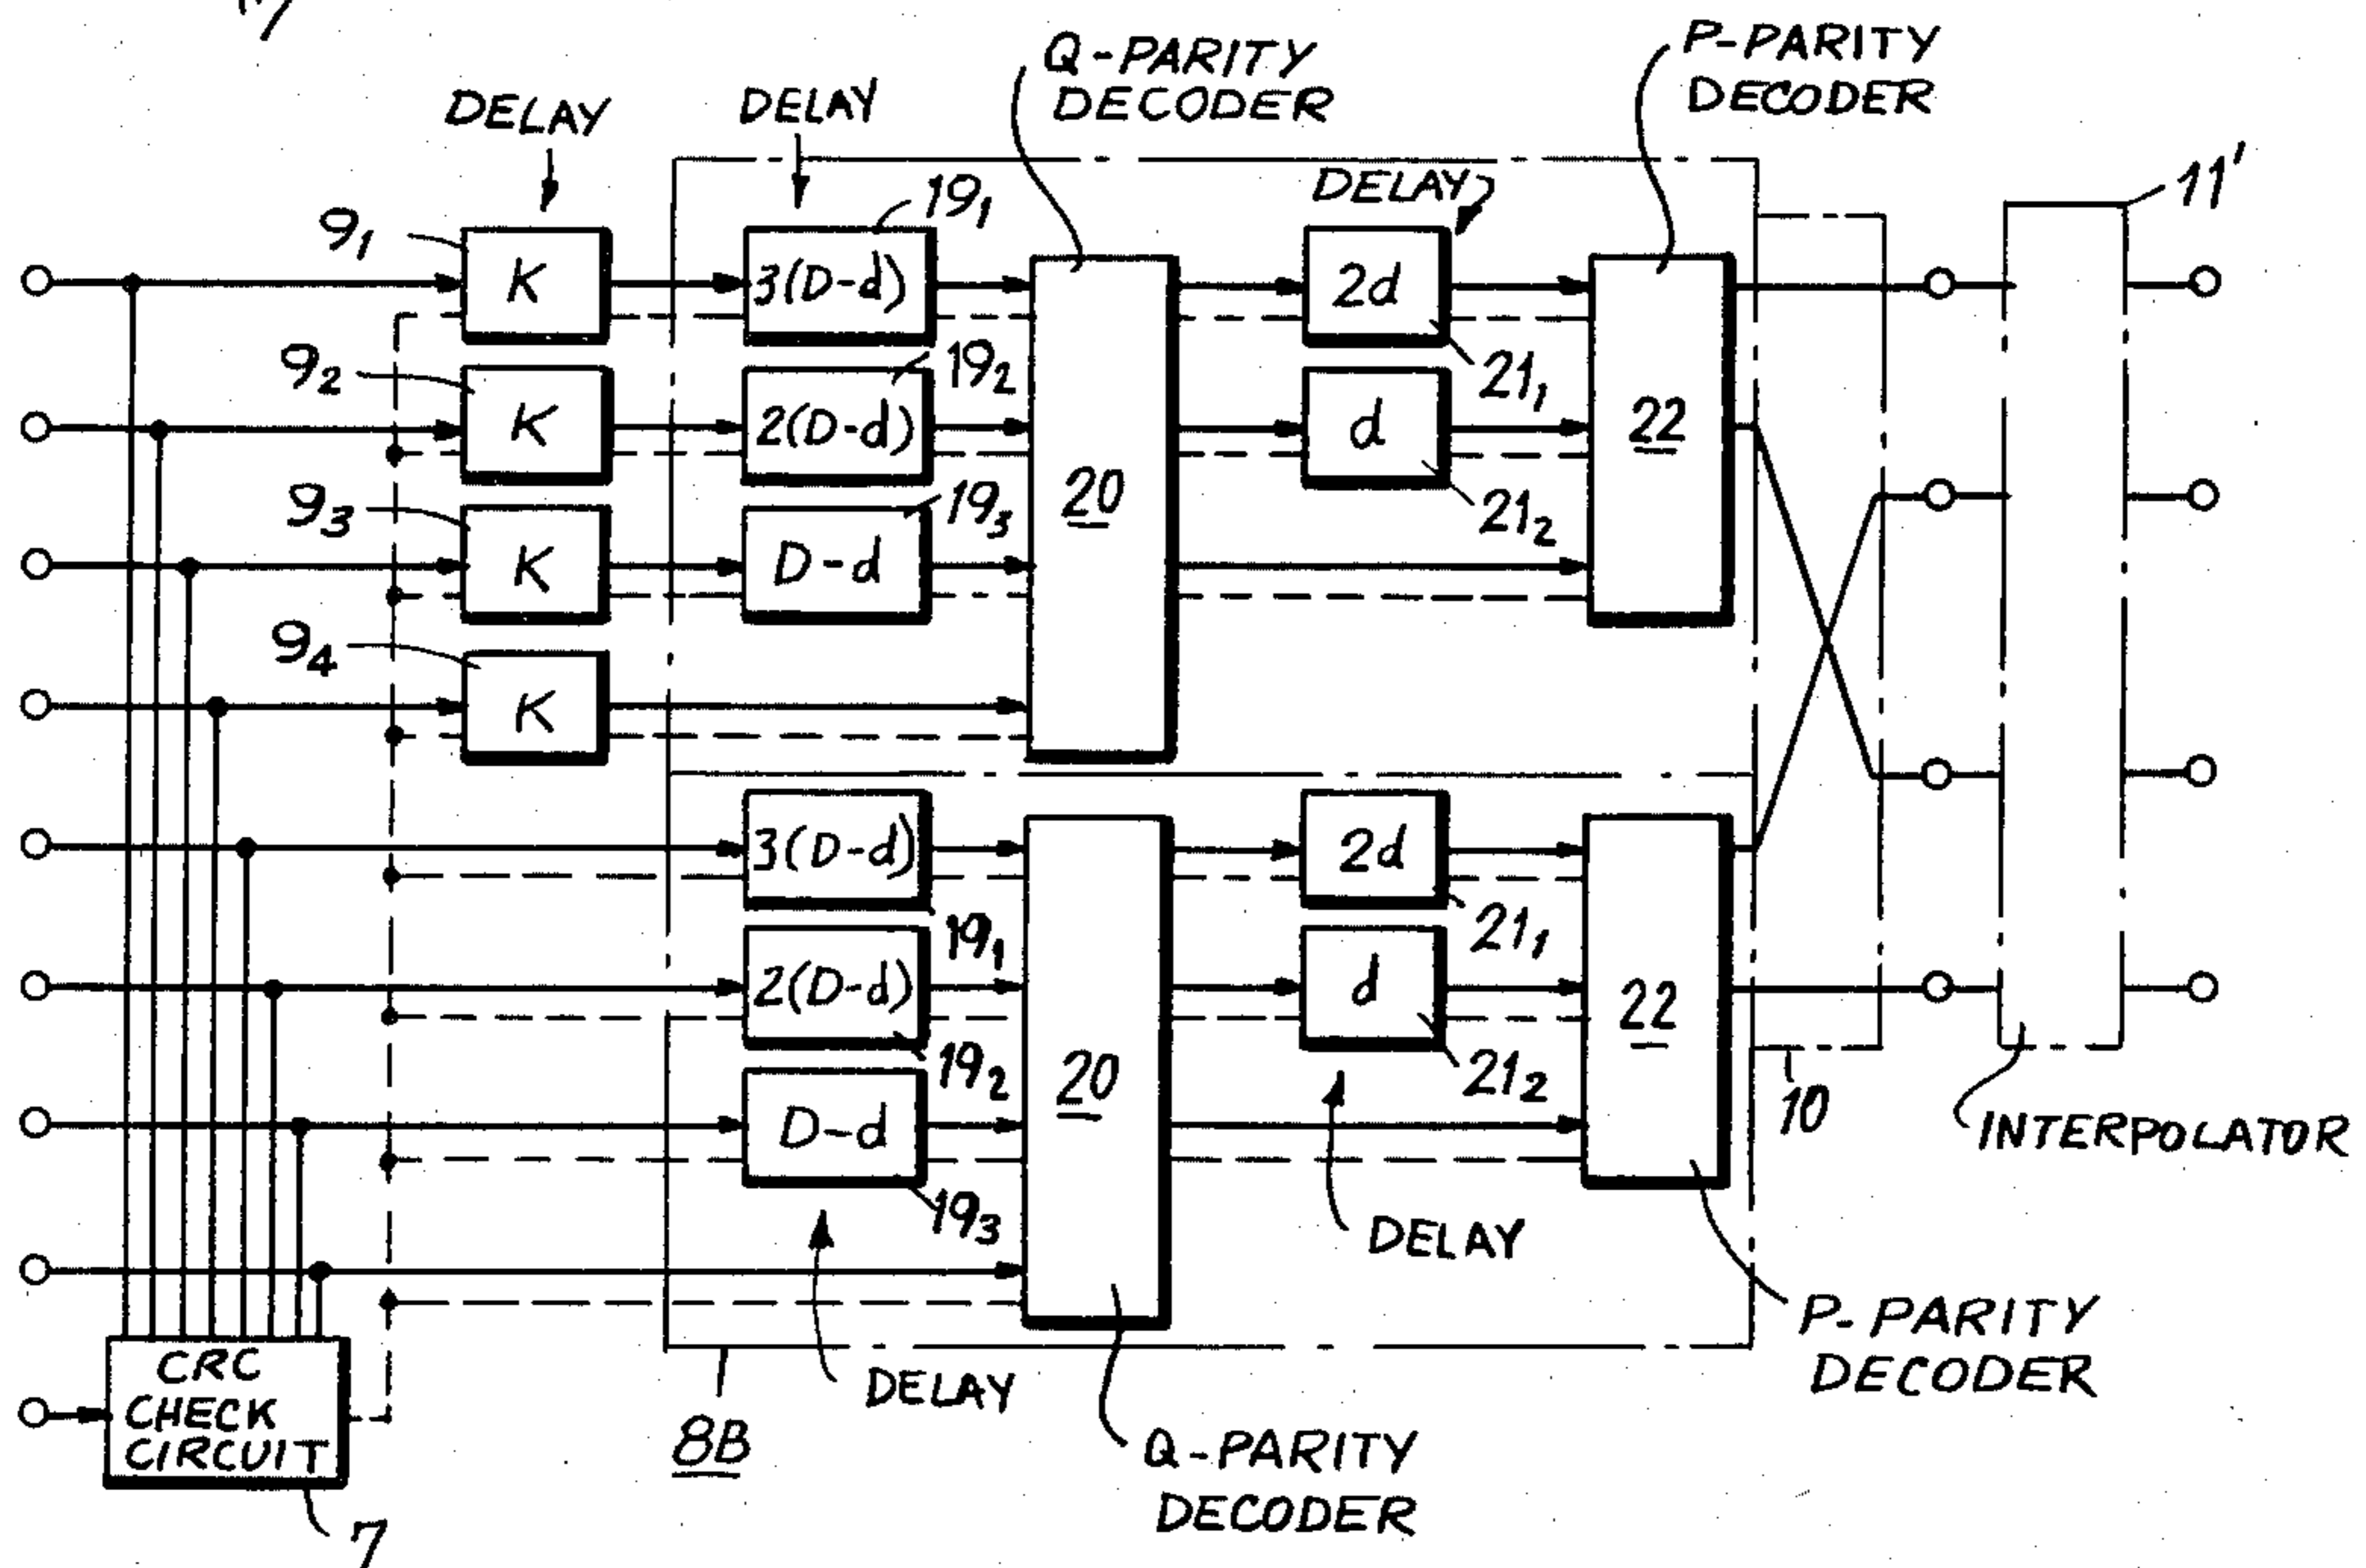 Q-PARITY
DECODER
P-PARITY
DECODER
DELAY
DELAY
DELAY
11'
9₁
K
3(D-d)
19₁
2d
21₁
9₂
K
2(D-d)
19₂
d
21₂
20
22
9₃
K
D-d
19₃
9₄
K
3(D-d)
19₁
2d
21₁
2(D-d)
19₂
d
21₂
20
22
D-d
19₃
10
INTERPOLATOR
DELAY
DELAY
P-PARITY
DECODER
CRC
CHECK
CIRCUIT
7
8B
Q-PARITY
DECODER